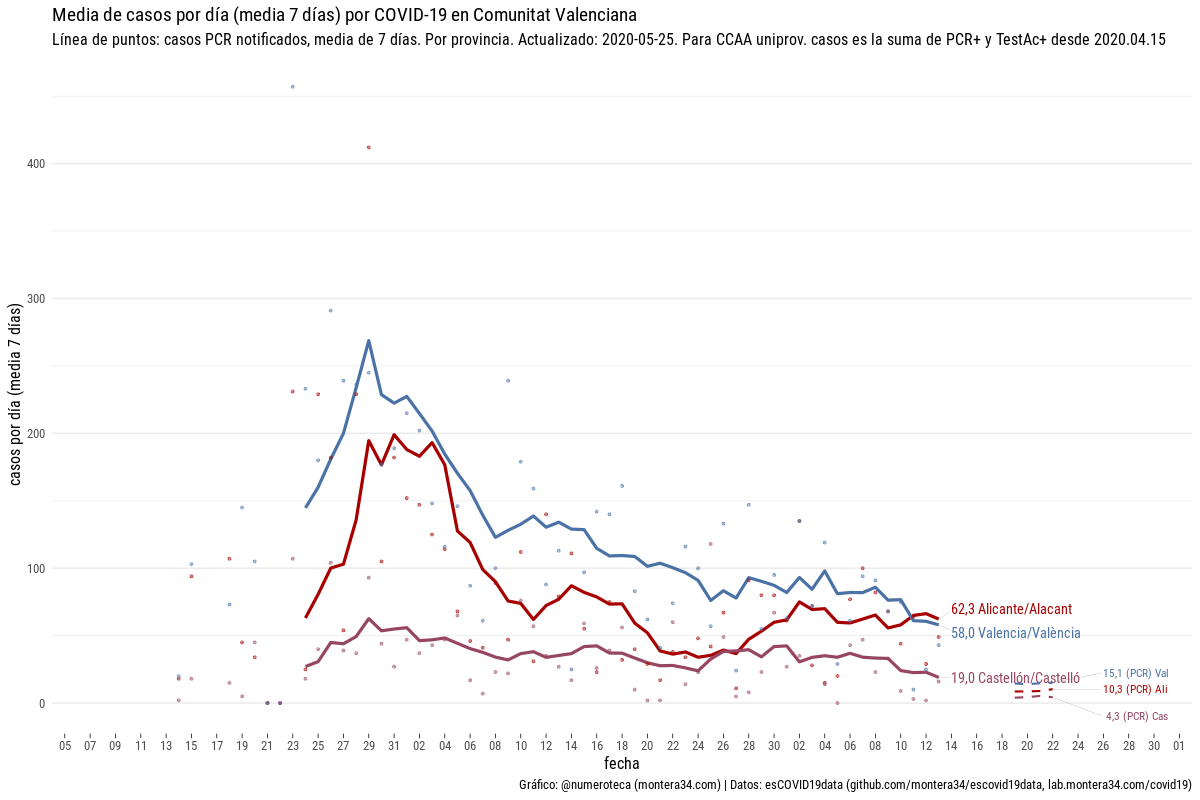 Media de casos por día (media 7 días) por COVID-19 en Comunitat Valenciana
Línea de puntos: casos PCR notificados, media de 7 días. Por provincia. Actualizado: 2020-05-25. Para CCAA uniprov. casos es la suma de PCR+ y TestAc+ desde 2020.04.15
casos por día (media 7 días)
400
300
200
100
0
62,3 Alicante/Alacant
58,0 Valencia/València
19,0 Castellón/Castelló
15,1 (PCR) Val
10,3 (PCR) Ali
4,3 (PCR) Cas
05 07 09 11 13 15 17 19 21 23 25 27 29 31 02 04 06 08 10 12 14 16 18 20 22 24 26 28 30 02 04 06 08 10 12 14 16 18 20 22 24 26 28 30 01
fecha
Gráfico: @numeroteca (montera34.com) | Datos: esCOVID19data (github.com/montera34/escovid19data, lab.montera34.com/covid19)